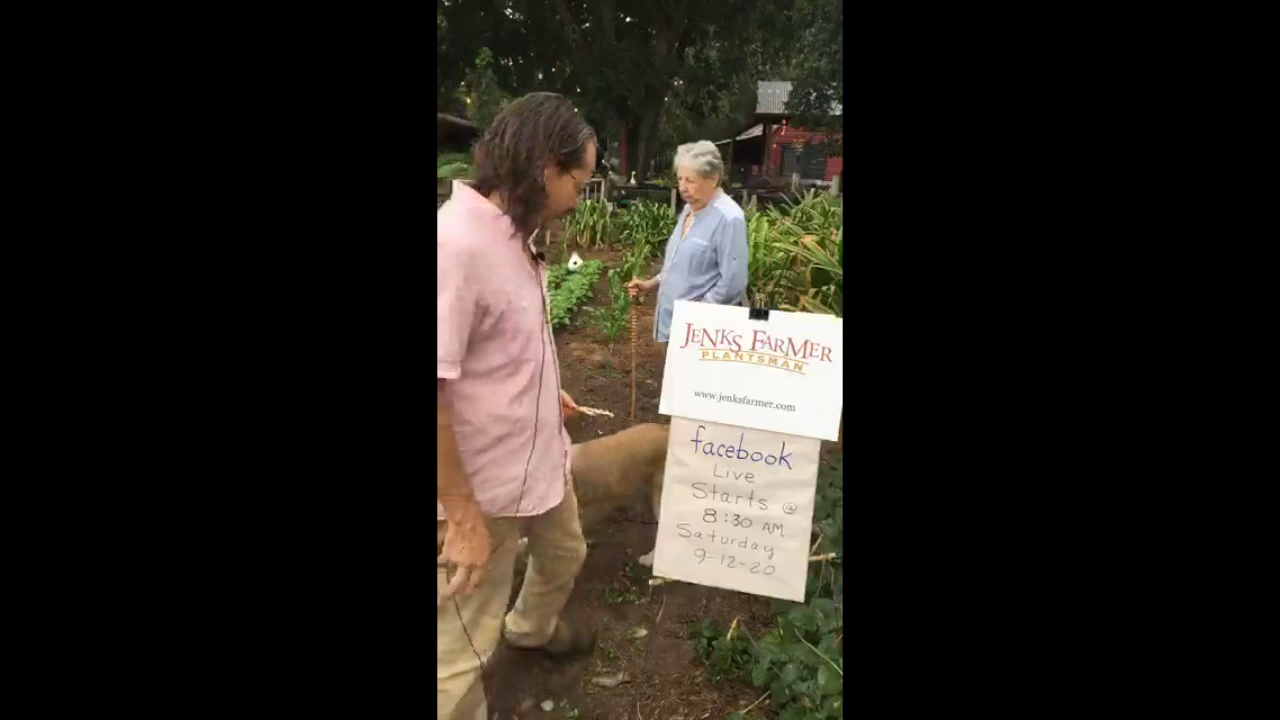 JENKS FARMER
PLANTSMAN
www.jenksfarmer.com
facebook
Live
Starts @
8:30 AM
Saturday
9-12-20